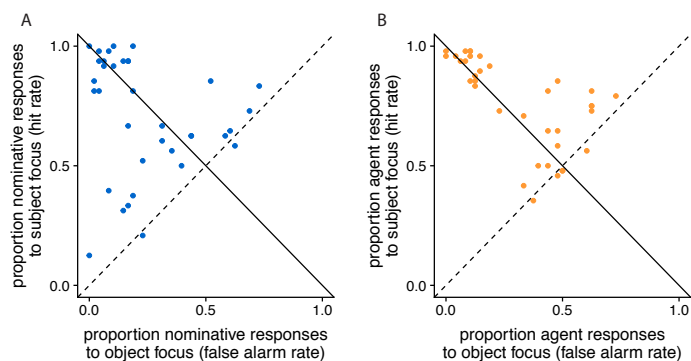 A
proportion nominative responses
to subject focus (hit rate)
1.0
0.5
0.0
0.0
0.5
1.0
proportion nominative responses
to object focus (false alarm rate)
B
proportion agent responses
to subject focus (hit rate)
1.0
0.5
0.0
0.0
0.5
1.0
proportion agent responses
to object focus (false alarm rate)